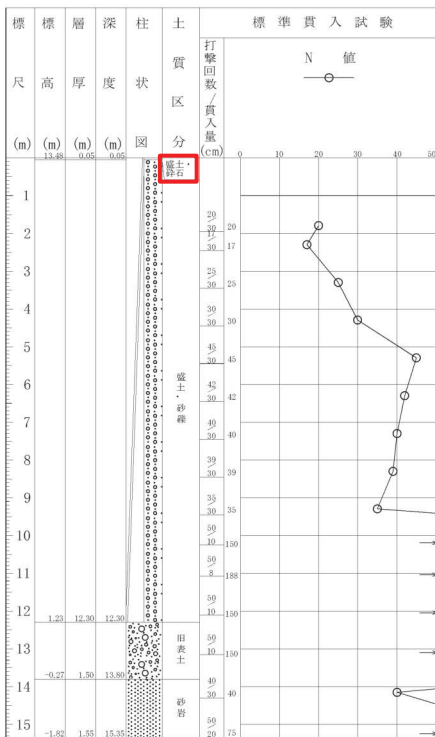 標尺(m)
標高(m)
層厚(m)
深度(m)
柱状図
土質区分
標準貫入試験
打撃回数/貫入量(cm)
N 値
0 10 20 30 40 50
13.48 0.05 0.05
盛土・砕石
1
20/30 20
2
17/30 17
3
25/30 25
4
30/30 30
5
45/30 45
盛土・砂礫
6
42/30 42
7
40/30 40
8
39/30 39
9
35/30 35
10
50/10 150
11
50/8 188
12
50/10 150
1.23 12.30 12.30
旧表土
13
50/10 150
-0.27 1.50 13.80
14
40/30 40
砂岩
15
50/20 75
-1.82 1.55 15.35